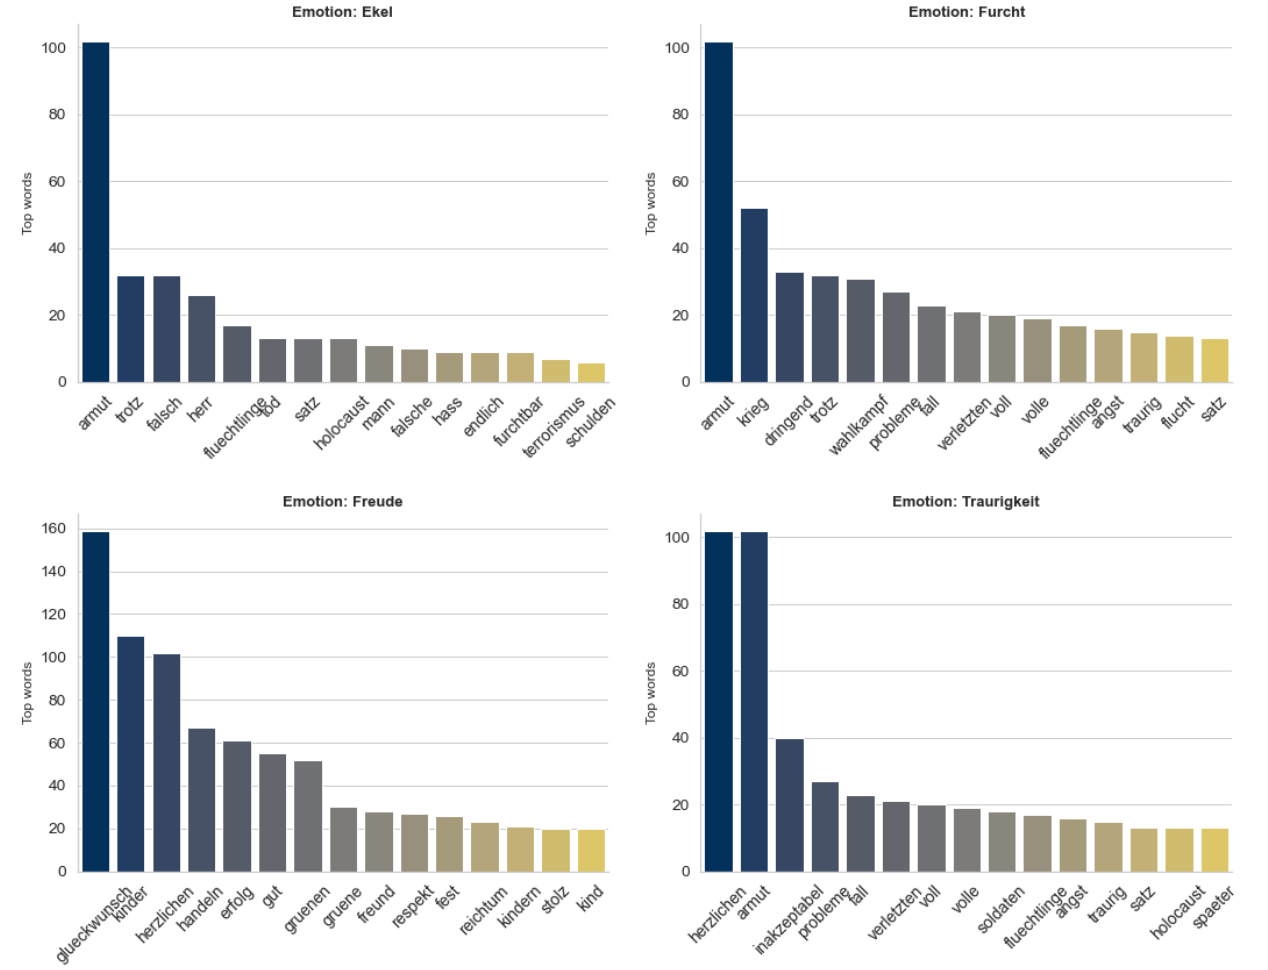 Emotion: Ekel
Top words
100
80
60
40
20
0
armut trotz falsch herr fluechtlinge tod satz holocaust mann falsche hass endlich furchtbar terrorismus schulden
Emotion: Furcht
Top words
100
80
60
40
20
0
armut krieg dringend trotz wahlkampf probleme fall verletzten voll volle fluechtlinge angst traurig flucht satz
Emotion: Freude
Top words
160
140
120
100
80
60
40
20
0
glueckwunsch kinder herzlichen handeln erfolg gut gruenen gruene freund respekt fest reichtum kindern stolz kind
Emotion: Traurigkeit
Top words
100
80
60
40
20
0
herzlichen armut inakzeptabel probleme fall verletzten voll volle soldaten fluechtlinge angst traurig satz holocaust spaeter